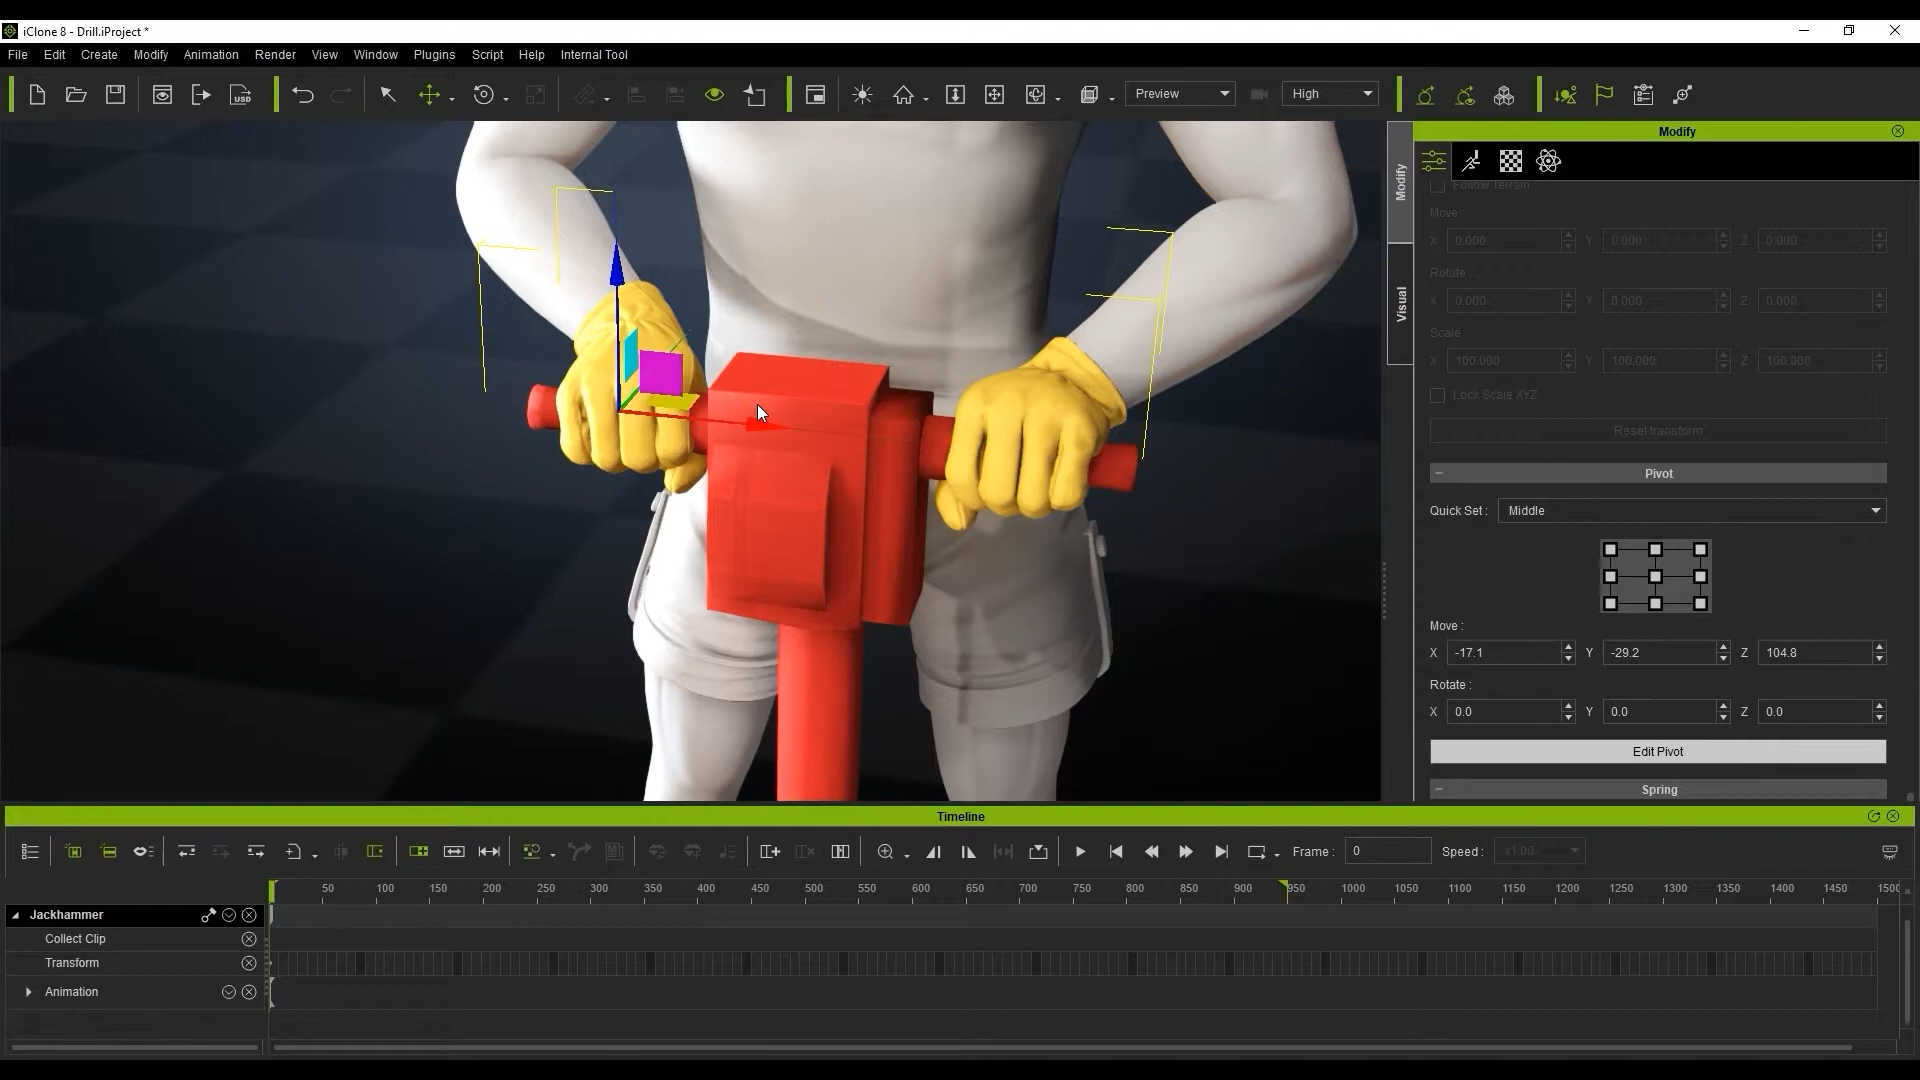 iClone 8 - Drill.iProject *
File Edit Create Modify Animation Render View Window Plugins Script Help Internal Tool
USD Preview High
Modify
Modify
Visual
Follow Terrain
Move
X 0.000 Y 0.000 Z 0.000
Rotate
X 0.000 Y 0.000 Z 0.000
Scale
X 100.000 Y 100.000 Z 100.000
Lock Scale XYZ
Reset transform
Pivot
Quick Set : Middle
Move :
X -17.1 Y -29.2 Z 104.8
Rotate :
X 0.0 Y 0.0 Z 0.0
Edit Pivot
Spring
Timeline
Frame : 0 Speed : x1.00
50 100 150 200 250 300 350 400 450 500 550 600 650 700 750 800 850 900 950 1000 1050 1100 1150 1200 1250 1300 1350 1400 1450 1500
Jackhammer
Collect Clip
Transform
Animation